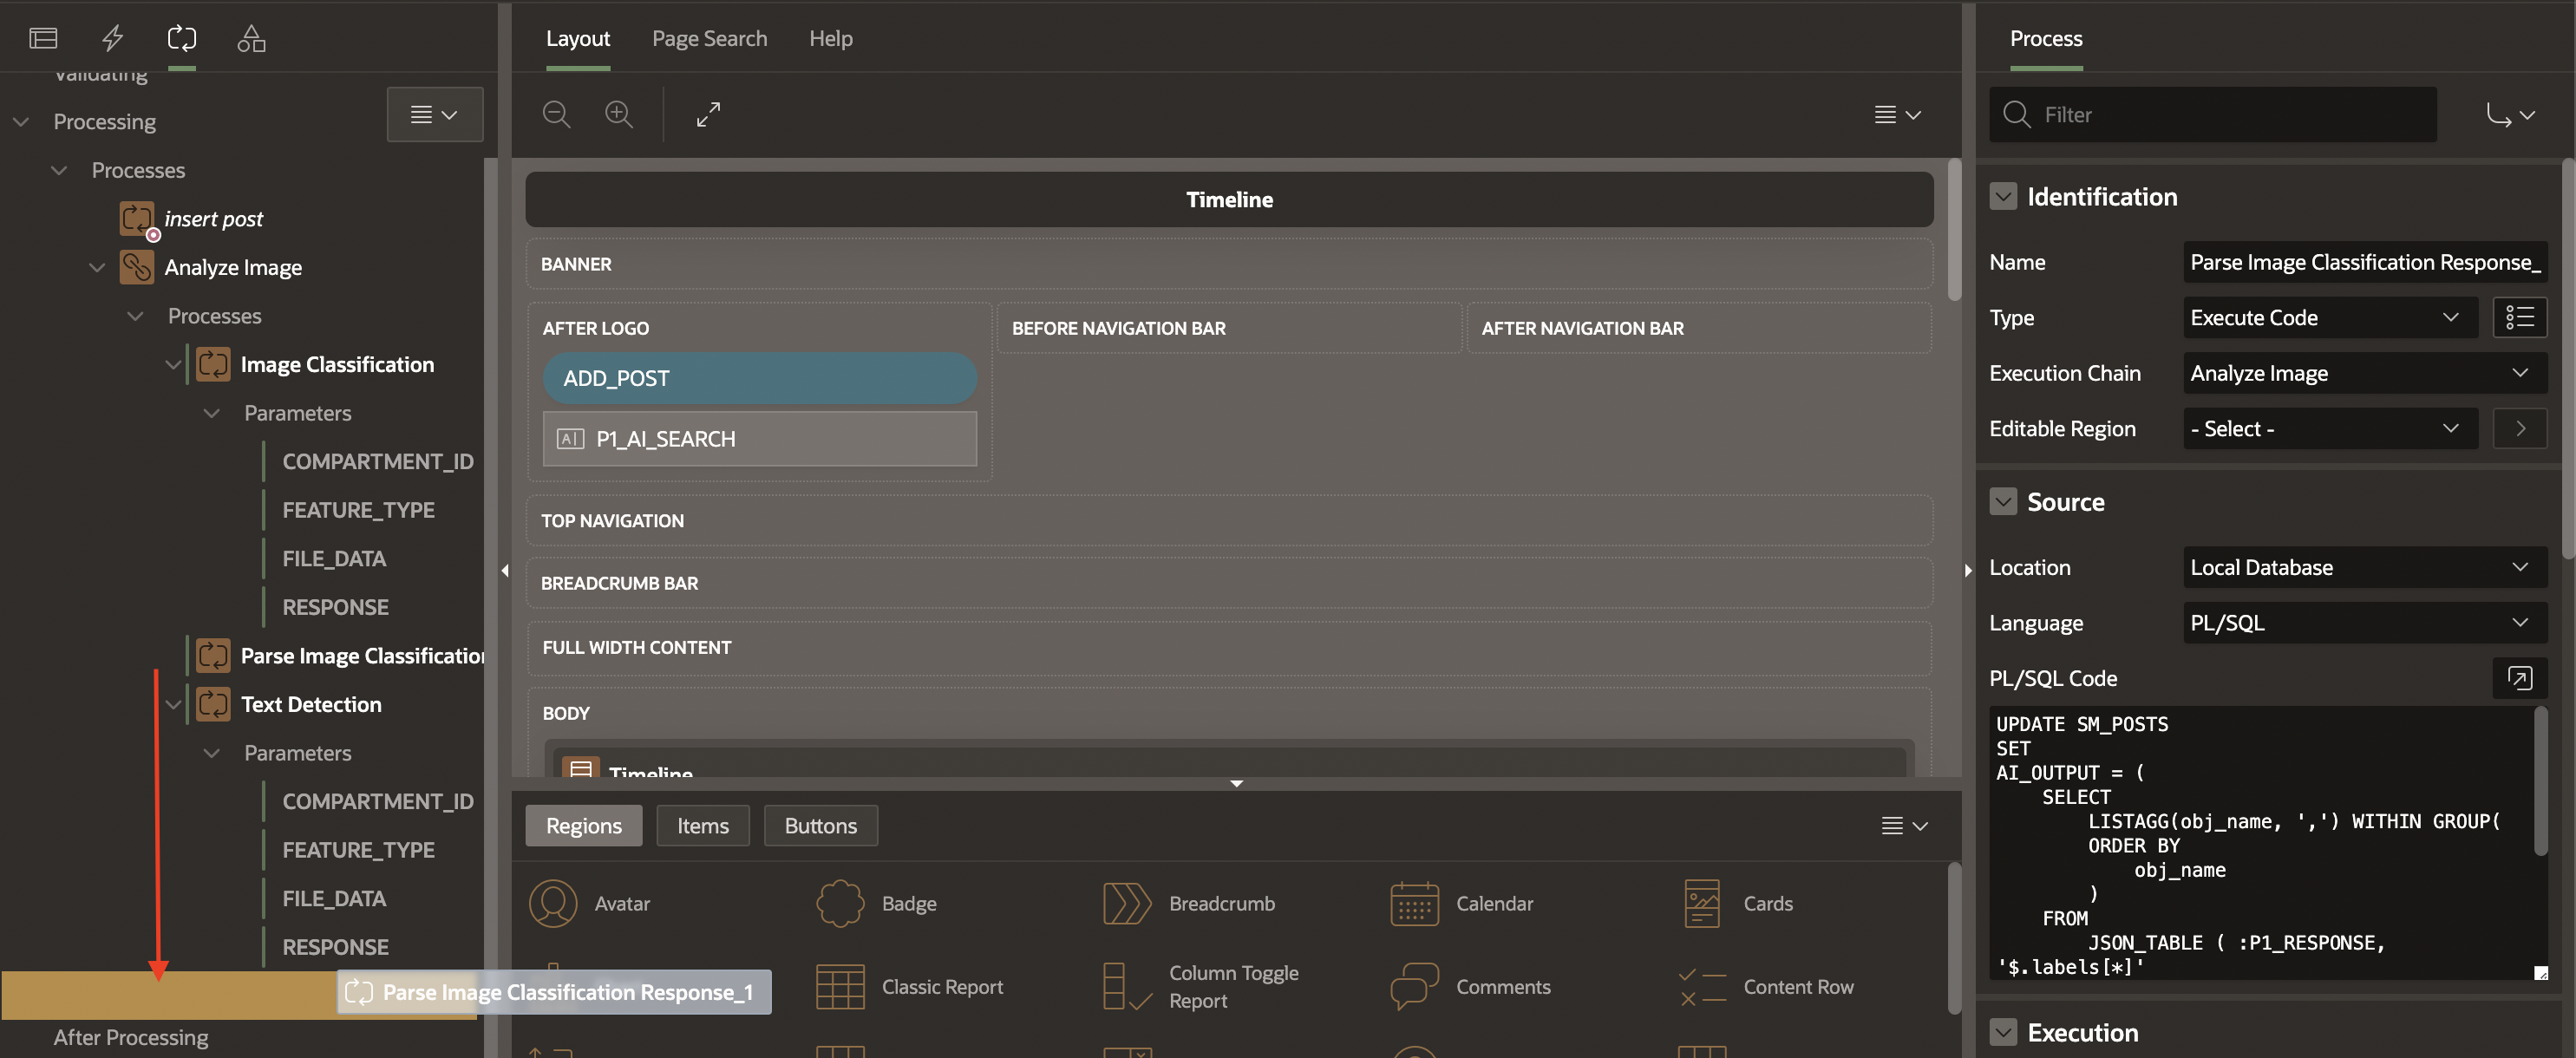 Validating
Processing
Processes
insert post
Analyze Image
Processes
Image Classification
Parameters
COMPARTMENT_ID
FEATURE_TYPE
FILE_DATA
RESPONSE
Parse Image Classificatio
Text Detection
Parameters
COMPARTMENT_ID
FEATURE_TYPE
FILE_DATA
RESPONSE
Parse Image Classification Response_1
After Processing
Layout
Page Search
Help
Timeline
BANNER
AFTER LOGO
BEFORE NAVIGATION BAR
AFTER NAVIGATION BAR
ADD_POST
A P1_AI_SEARCH
TOP NAVIGATION
BREADCRUMB BAR
FULL WIDTH CONTENT
BODY
Timeline
Regions
Items
Buttons
Avatar
Badge
Breadcrumb
Calendar
Cards
Classic Report
Column Toggle
Report
Comments
Content Row
Process
Filter
Identification
Name
Parse Image Classification Response_
Type
Execute Code
Execution Chain
Analyze Image
Editable Region
- Select -
Source
Location
Local Database
Language
PL/SQL
PL/SQL Code
UPDATE SM_POSTS
SET
AI_OUTPUT = (
SELECT
LISTAGG(obj_name, ',') WITHIN GROUP(
ORDER BY
obj_name
)
FROM
JSON_TABLE ( :P1_RESPONSE,
'$.labels[*]'
Execution